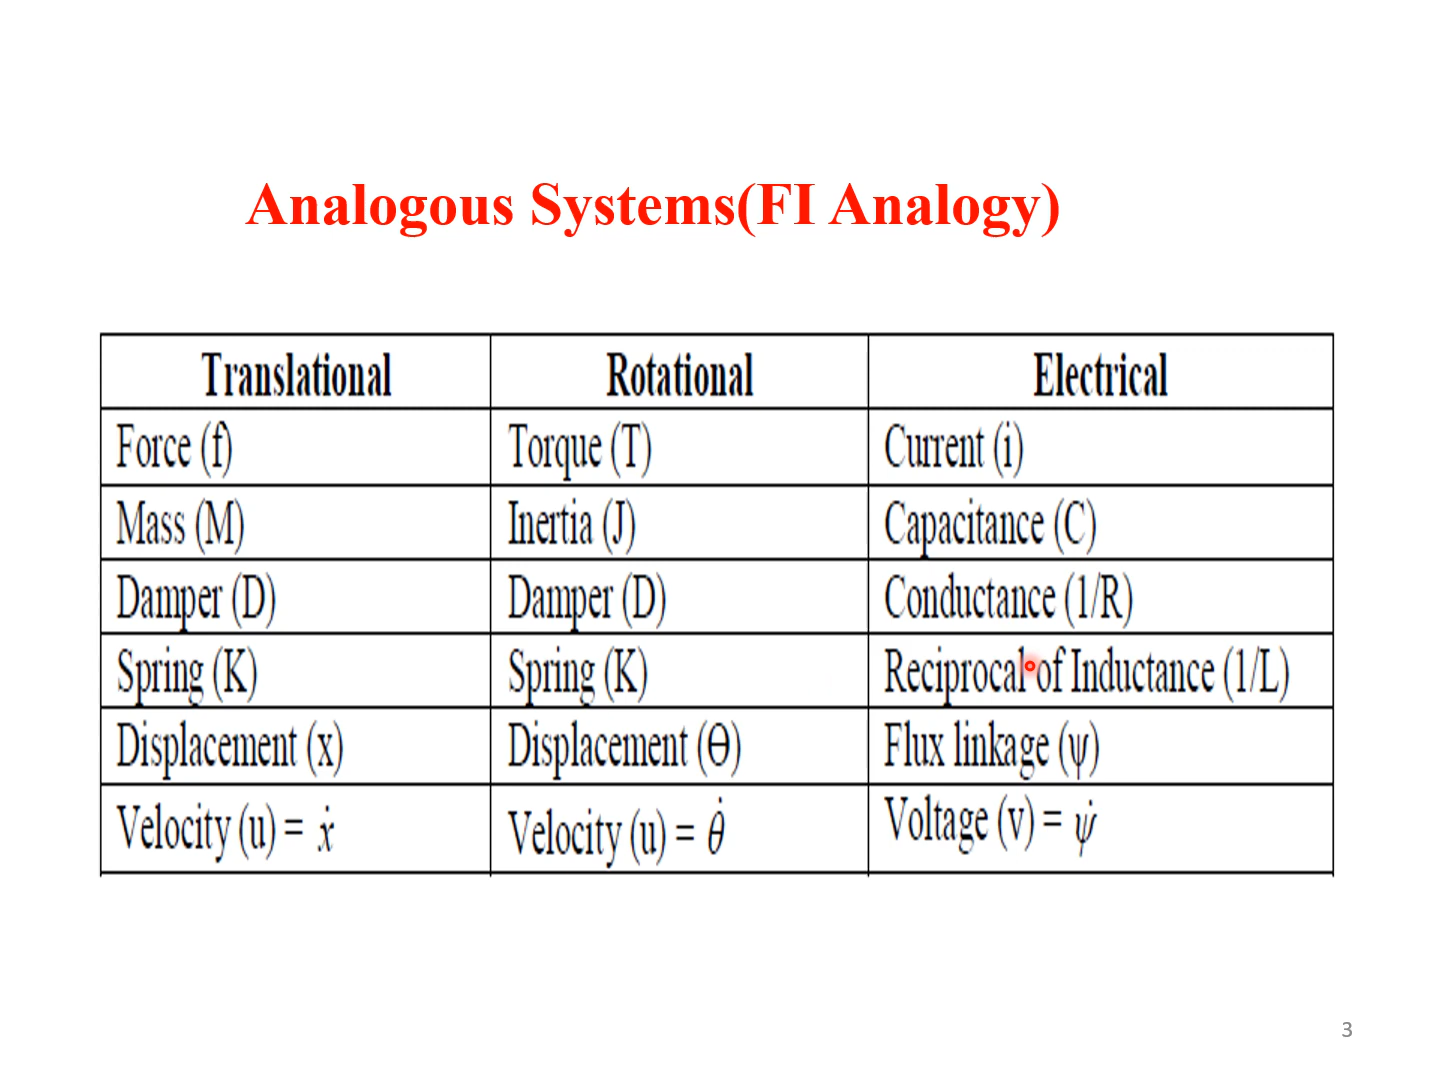 Analogous Systems(FI Analogy)
Translational Rotational Electrical
Force (f) Torque (T) Current (i)
Mass (M) Inertia (J) Capacitance (C)
Damper (D) Damper (D) Conductance (1/R)
Spring (K) Spring (K) Reciprocal of Inductance (1/L)
Displacement (x) Displacement (Θ) Flux linkage (ψ)
Velocity (u) = ẋ Velocity (u) = θ̇ Voltage (v) = ψ̇
3